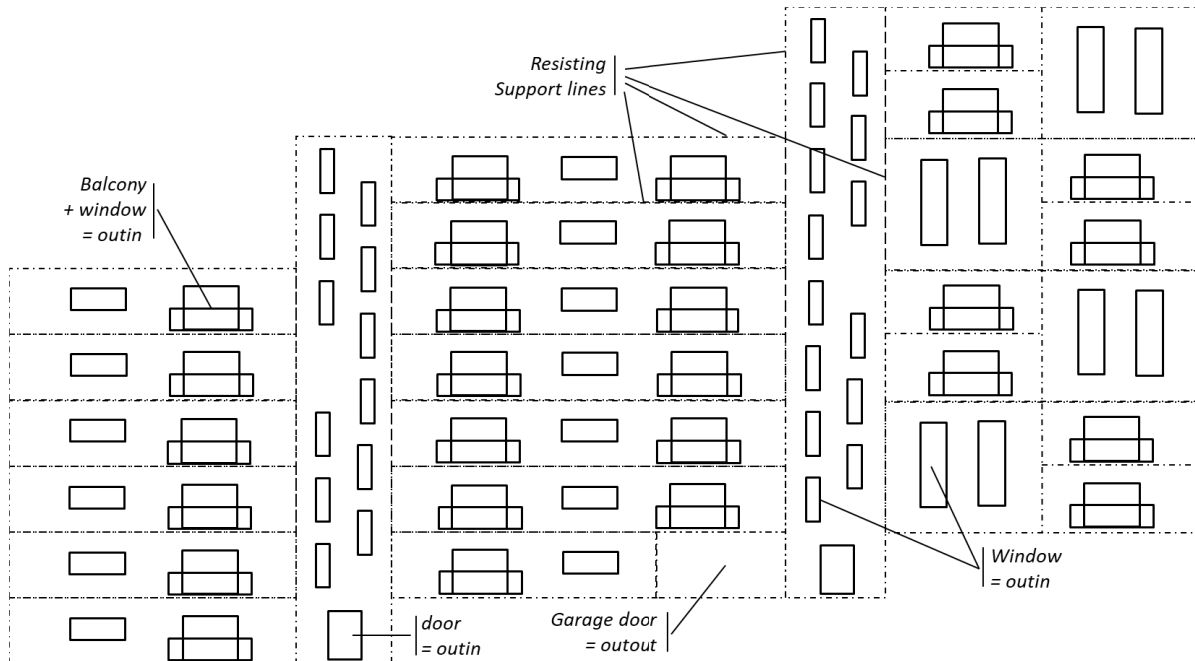 Resisting
Support lines
Balcony
+ window
= outin
door
= outin
Garage door
= outout
Window
= outin